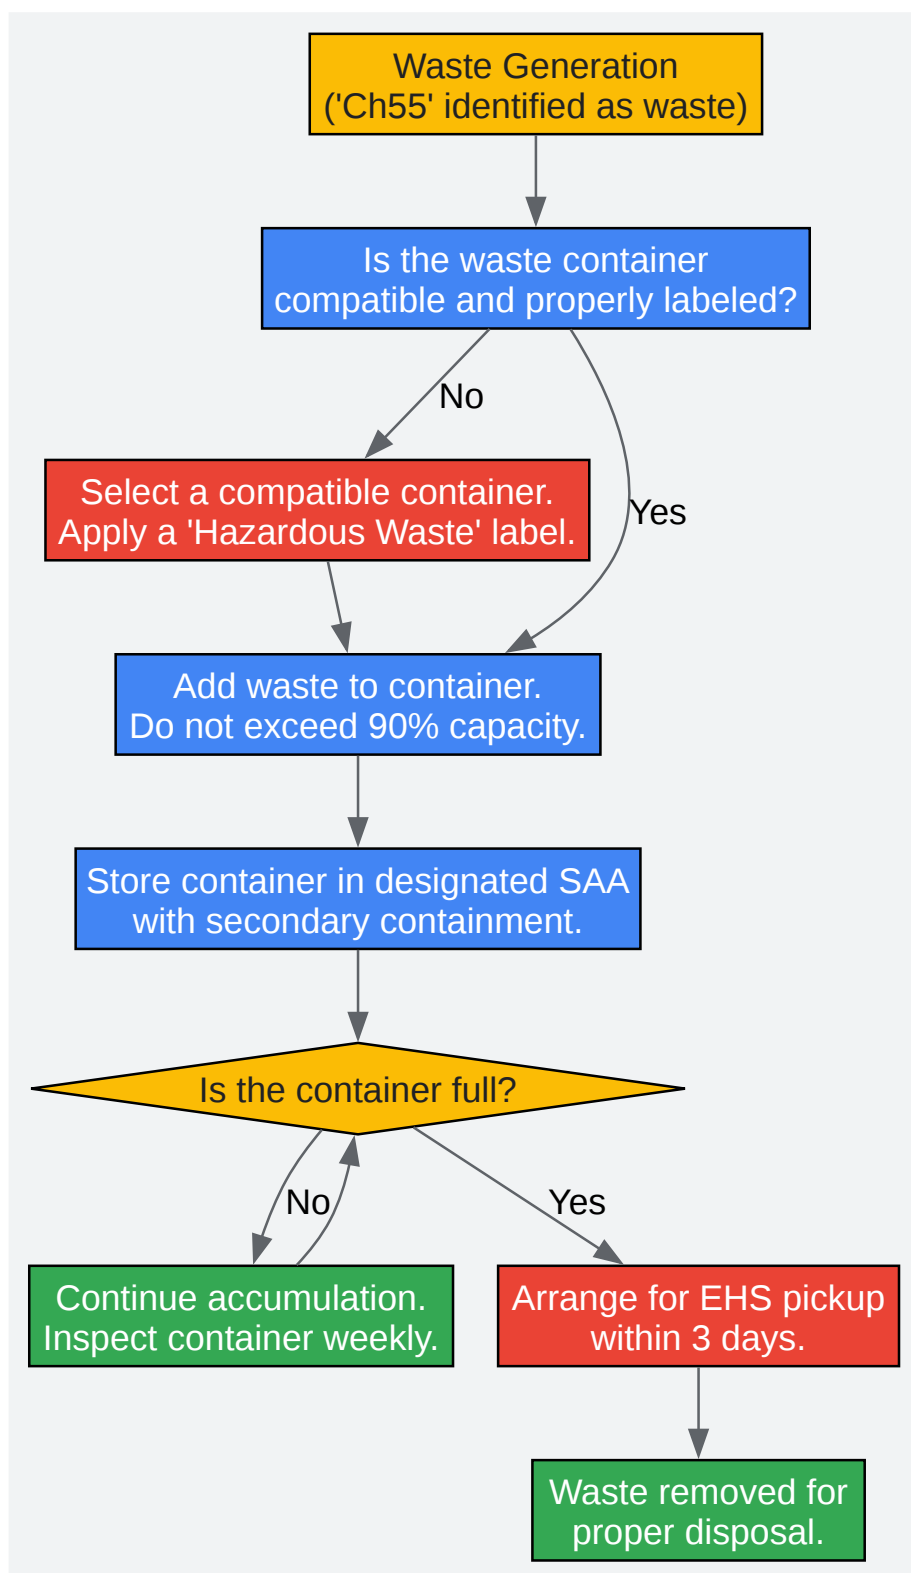 Waste Generation
('Ch55' identified as waste)
Is the waste container
compatible and properly labeled?
No
Select a compatible container.
Apply a 'Hazardous Waste' label.
Yes
Add waste to container.
Do not exceed 90% capacity.
Store container in designated SAA
with secondary containment.
Is the container full?
No
Yes
Continue accumulation.
Inspect container weekly.
Arrange for EHS pickup
within 3 days.
Waste removed for
proper disposal.